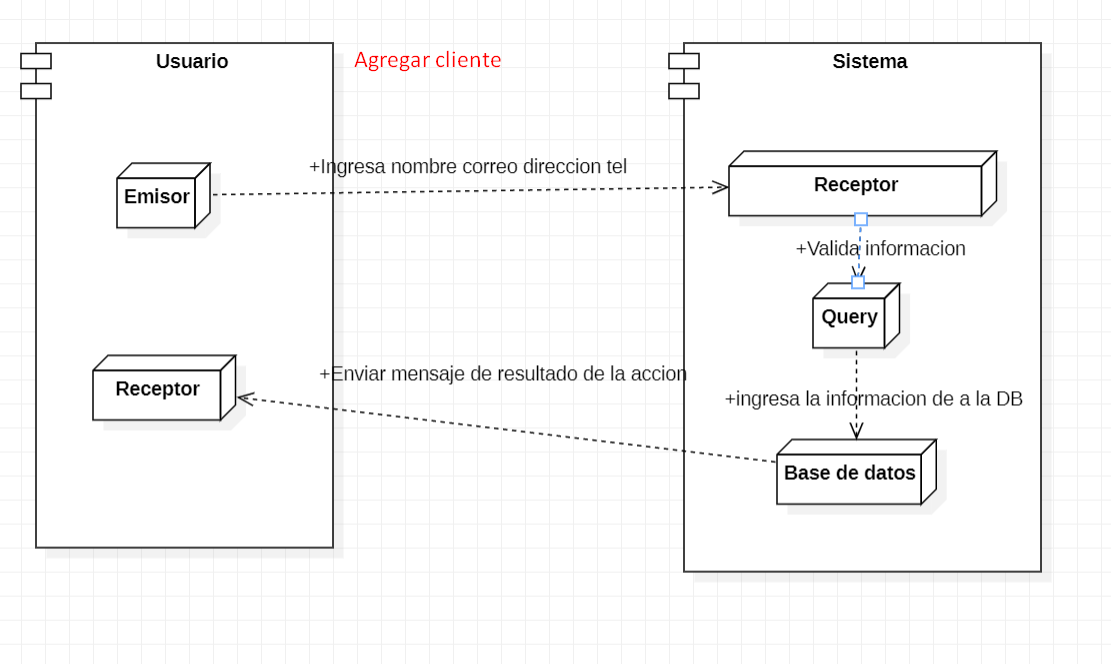 Usuario
Agregar cliente
Sistema
+Ingresa nombre correo direccion tel
Emisor
Receptor
+Valida informacion
Query
+Enviar mensaje de resultado de la accion
Receptor
+ingresa la informacion de a la DB
Base de datos